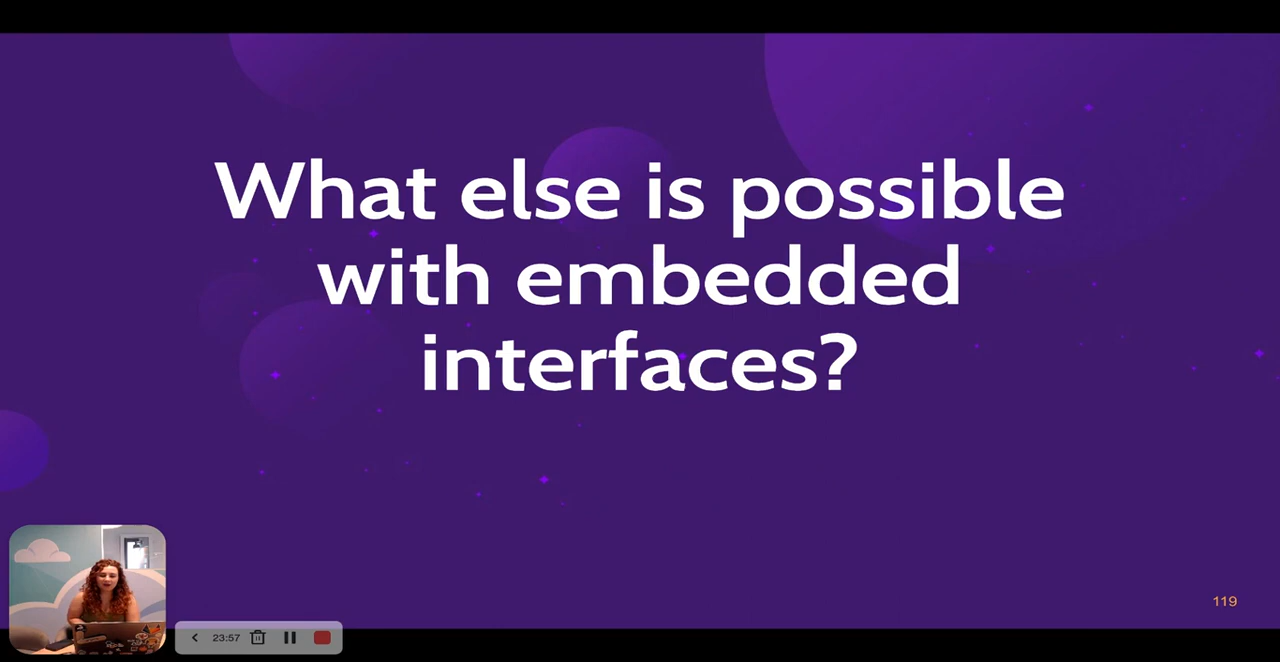 What else is possible
with embedded
interfaces?
119
23:57